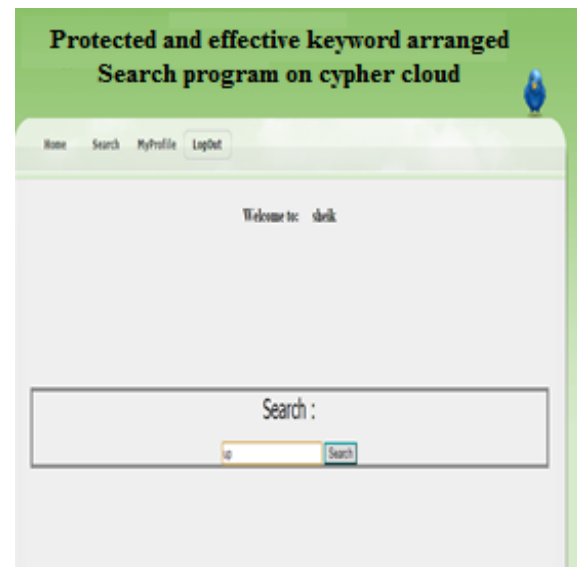 Protected and effective keyword arranged
Search program on cypher cloud
Home Search MyProfile LogOut
Welcome to: sheik
Search :
up Search